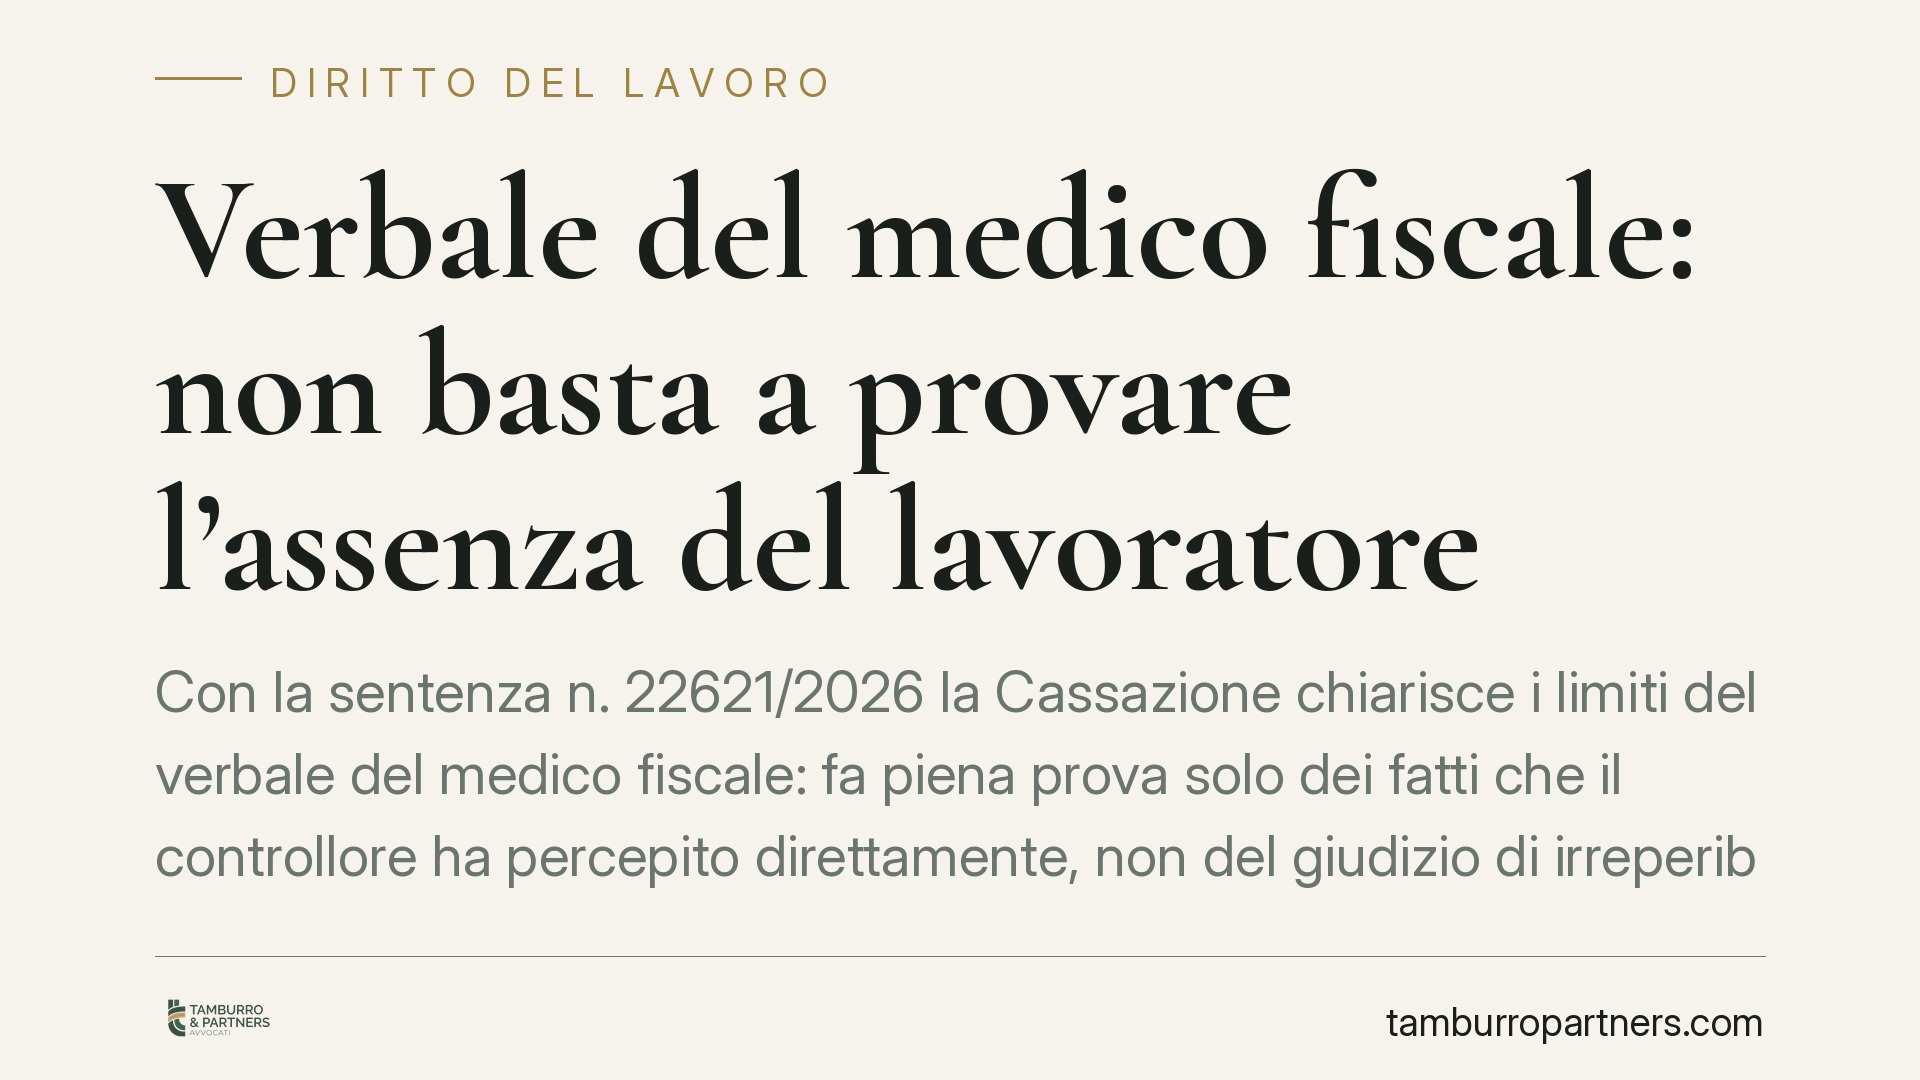 DIRITTO DEL LAVORO
Verbale del medico fiscale:
non basta a provare
l’assenza del lavoratore
Con la sentenza n. 22621/2026 la Cassazione chiarisce i limiti del
verbale del medico fiscale: fa piena prova solo dei fatti che il
controllore ha percepito direttamente, non del giudizio di irreperib
TAMBURRO
& PARTNERS
AVVOCATI
tamburropartners.com